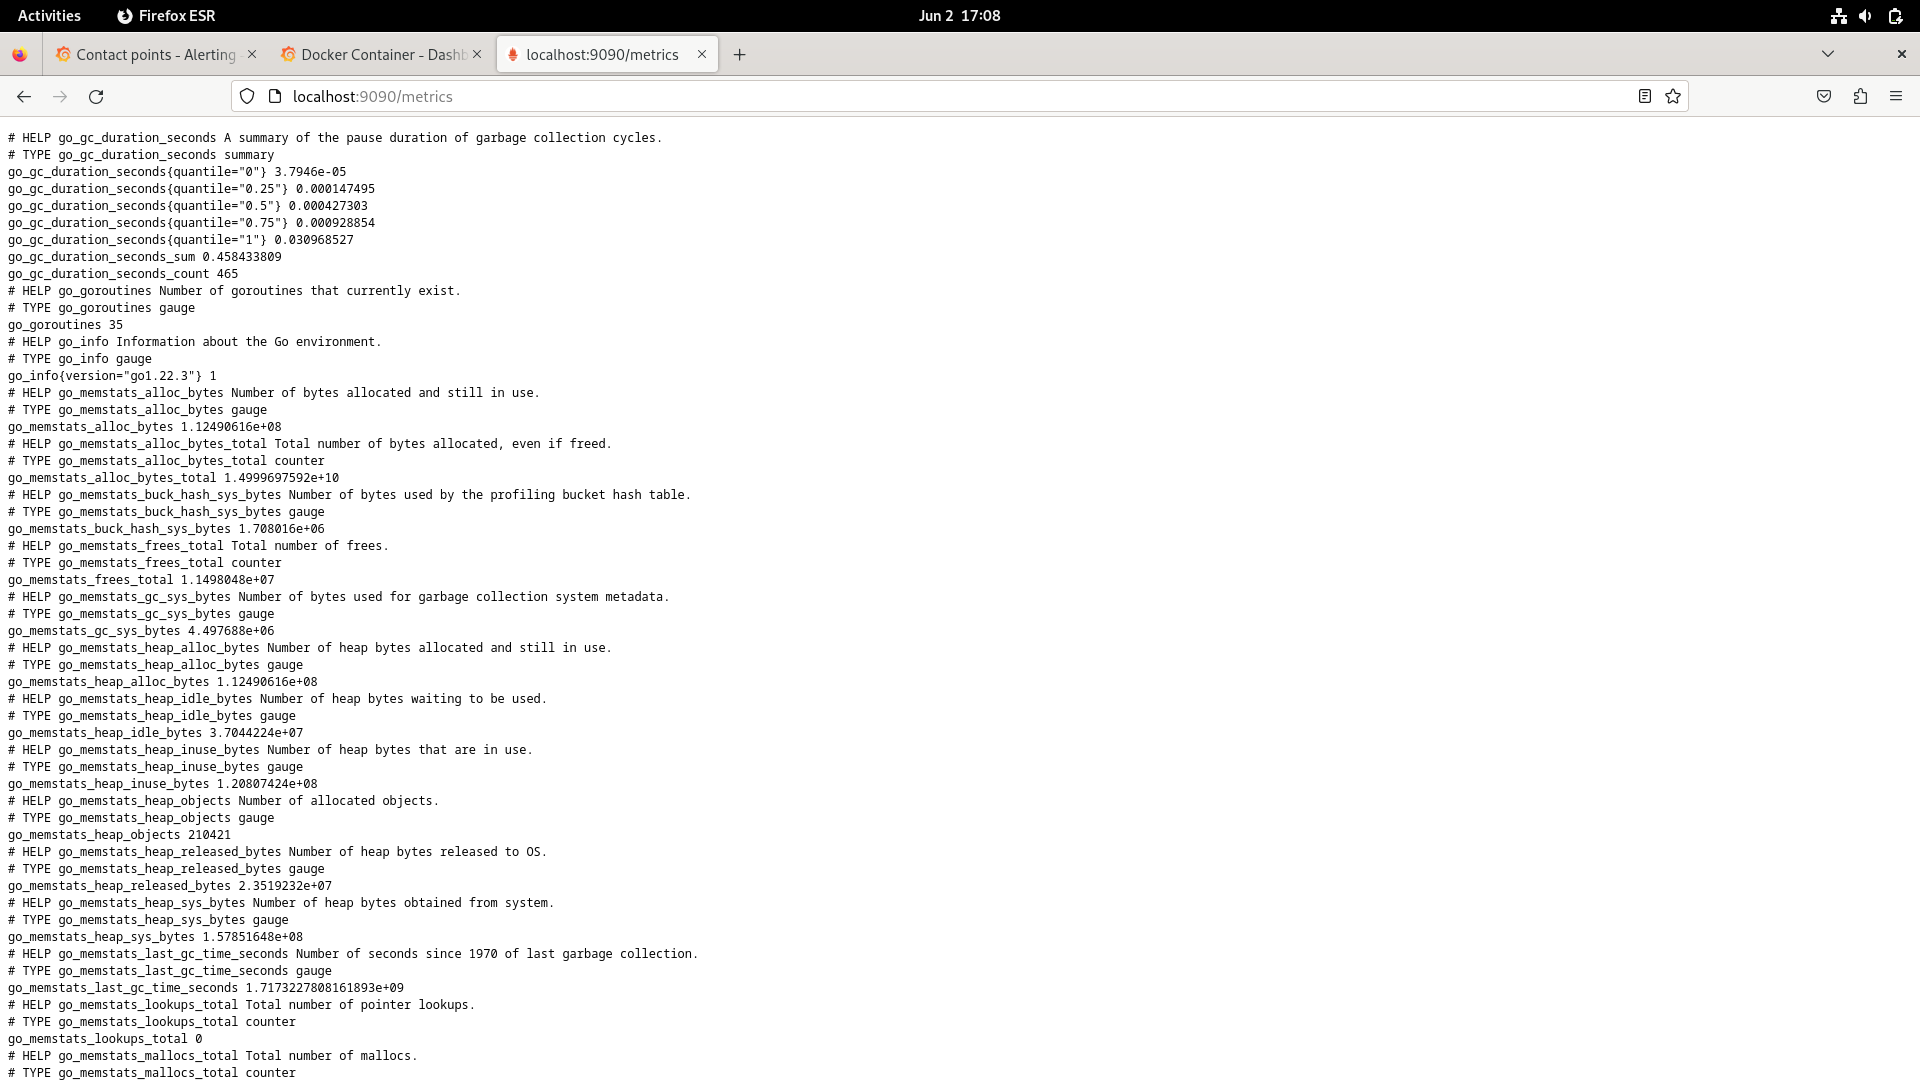 Activities
Firefox ESR
Jun 2 17:08
Contact points - Alerting
Docker Container - Dashb
localhost:9090/metrics
localhost:9090/metrics
# HELP go_gc_duration_seconds A summary of the pause duration of garbage collection cycles.
# TYPE go_gc_duration_seconds summary
go_gc_duration_seconds{quantile="0"} 3.7946e-05
go_gc_duration_seconds{quantile="0.25"} 0.000147495
go_gc_duration_seconds{quantile="0.5"} 0.000427303
go_gc_duration_seconds{quantile="0.75"} 0.000928854
go_gc_duration_seconds{quantile="1"} 0.030968527
go_gc_duration_seconds_sum 0.458433809
go_gc_duration_seconds_count 465
# HELP go_goroutines Number of goroutines that currently exist.
# TYPE go_goroutines gauge
go_goroutines 35
# HELP go_info Information about the Go environment.
# TYPE go_info gauge
go_info{version="go1.22.3"} 1
# HELP go_memstats_alloc_bytes Number of bytes allocated and still in use.
# TYPE go_memstats_alloc_bytes gauge
go_memstats_alloc_bytes 1.12490616e+08
# HELP go_memstats_alloc_bytes_total Total number of bytes allocated, even if freed.
# TYPE go_memstats_alloc_bytes_total counter
go_memstats_alloc_bytes_total 1.4999697592e+10
# HELP go_memstats_buck_hash_sys_bytes Number of bytes used by the profiling bucket hash table.
# TYPE go_memstats_buck_hash_sys_bytes gauge
go_memstats_buck_hash_sys_bytes 1.708016e+06
# HELP go_memstats_frees_total Total number of frees.
# TYPE go_memstats_frees_total counter
go_memstats_frees_total 1.1498048e+07
# HELP go_memstats_gc_sys_bytes Number of bytes used for garbage collection system metadata.
# TYPE go_memstats_gc_sys_bytes gauge
go_memstats_gc_sys_bytes 4.497688e+06
# HELP go_memstats_heap_alloc_bytes Number of heap bytes allocated and still in use.
# TYPE go_memstats_heap_alloc_bytes gauge
go_memstats_heap_alloc_bytes 1.12490616e+08
# HELP go_memstats_heap_idle_bytes Number of heap bytes waiting to be used.
# TYPE go_memstats_heap_idle_bytes gauge
go_memstats_heap_idle_bytes 3.7044224e+07
# HELP go_memstats_heap_inuse_bytes Number of heap bytes that are in use.
# TYPE go_memstats_heap_inuse_bytes gauge
go_memstats_heap_inuse_bytes 1.20807424e+08
# HELP go_memstats_heap_objects Number of allocated objects.
# TYPE go_memstats_heap_objects gauge
go_memstats_heap_objects 210421
# HELP go_memstats_heap_released_bytes Number of heap bytes released to OS.
# TYPE go_memstats_heap_released_bytes gauge
go_memstats_heap_released_bytes 2.3519232e+07
# HELP go_memstats_heap_sys_bytes Number of heap bytes obtained from system.
# TYPE go_memstats_heap_sys_bytes gauge
go_memstats_heap_sys_bytes 1.57851648e+08
# HELP go_memstats_last_gc_time_seconds Number of seconds since 1970 of last garbage collection.
# TYPE go_memstats_last_gc_time_seconds gauge
go_memstats_last_gc_time_seconds 1.7173227808161893e+09
# HELP go_memstats_lookups_total Total number of pointer lookups.
# TYPE go_memstats_lookups_total counter
go_memstats_lookups_total 0
# HELP go_memstats_mallocs_total Total number of mallocs.
# TYPE go_memstats_mallocs_total counter